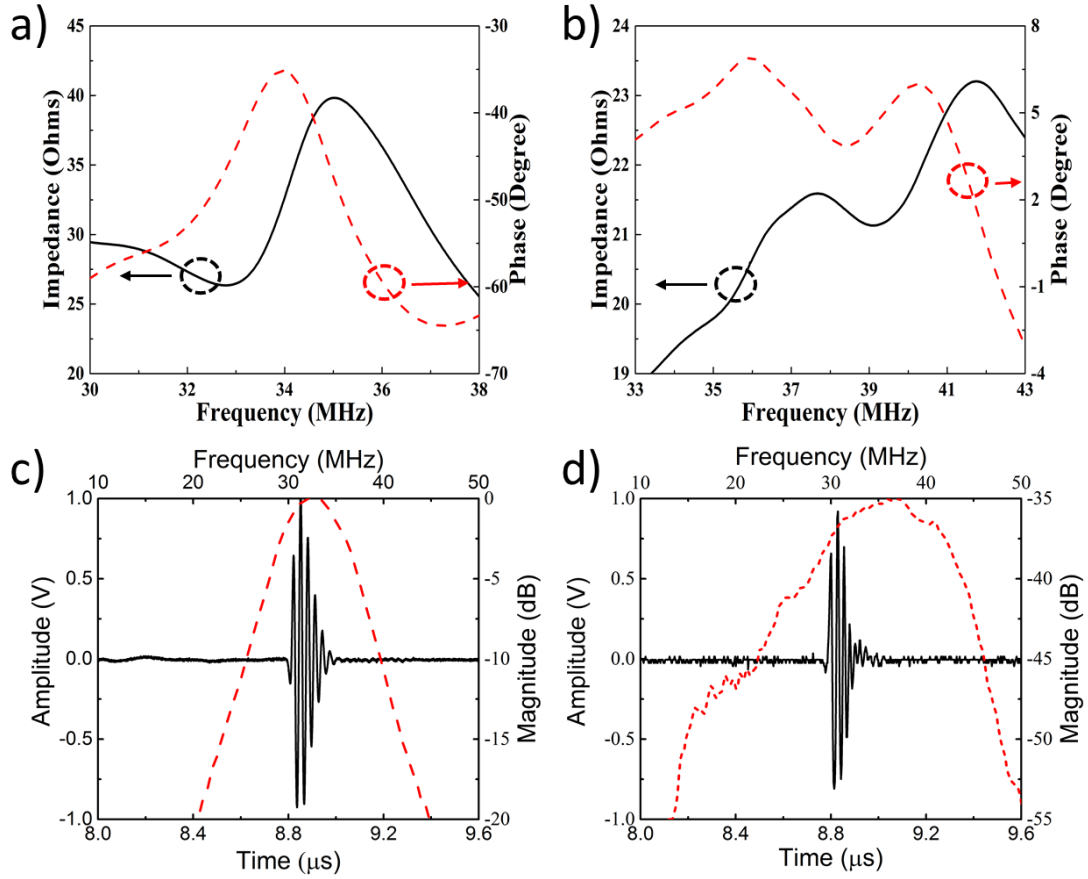 a)
45
40
35
30
25
20
Impedance (Ohms)
-30
-40
-50
-60
-70
Phase (Degree)
30 32 34 36 38
Frequency (MHz)
b)
24
23
22
21
20
19
Impedance (Ohms)
8
5
2
-1
-4
Phase (Degree)
33 35 37 39 41 43
Frequency (MHz)
c)
Frequency (MHz)
10 20 30 40 50
1.0
0.5
0.0
-0.5
-1.0
Amplitude (V)
0
-5
-10
-15
-20
Magnitude (dB)
8.0 8.4 8.8 9.2 9.6
Time (μs)
d)
Frequency (MHz)
10 20 30 40 50
1.0
0.5
0.0
-0.5
-1.0
Amplitude (V)
-35
-40
-45
-50
-55
Magnitude (dB)
8.0 8.4 8.8 9.2 9.6
Time (μs)